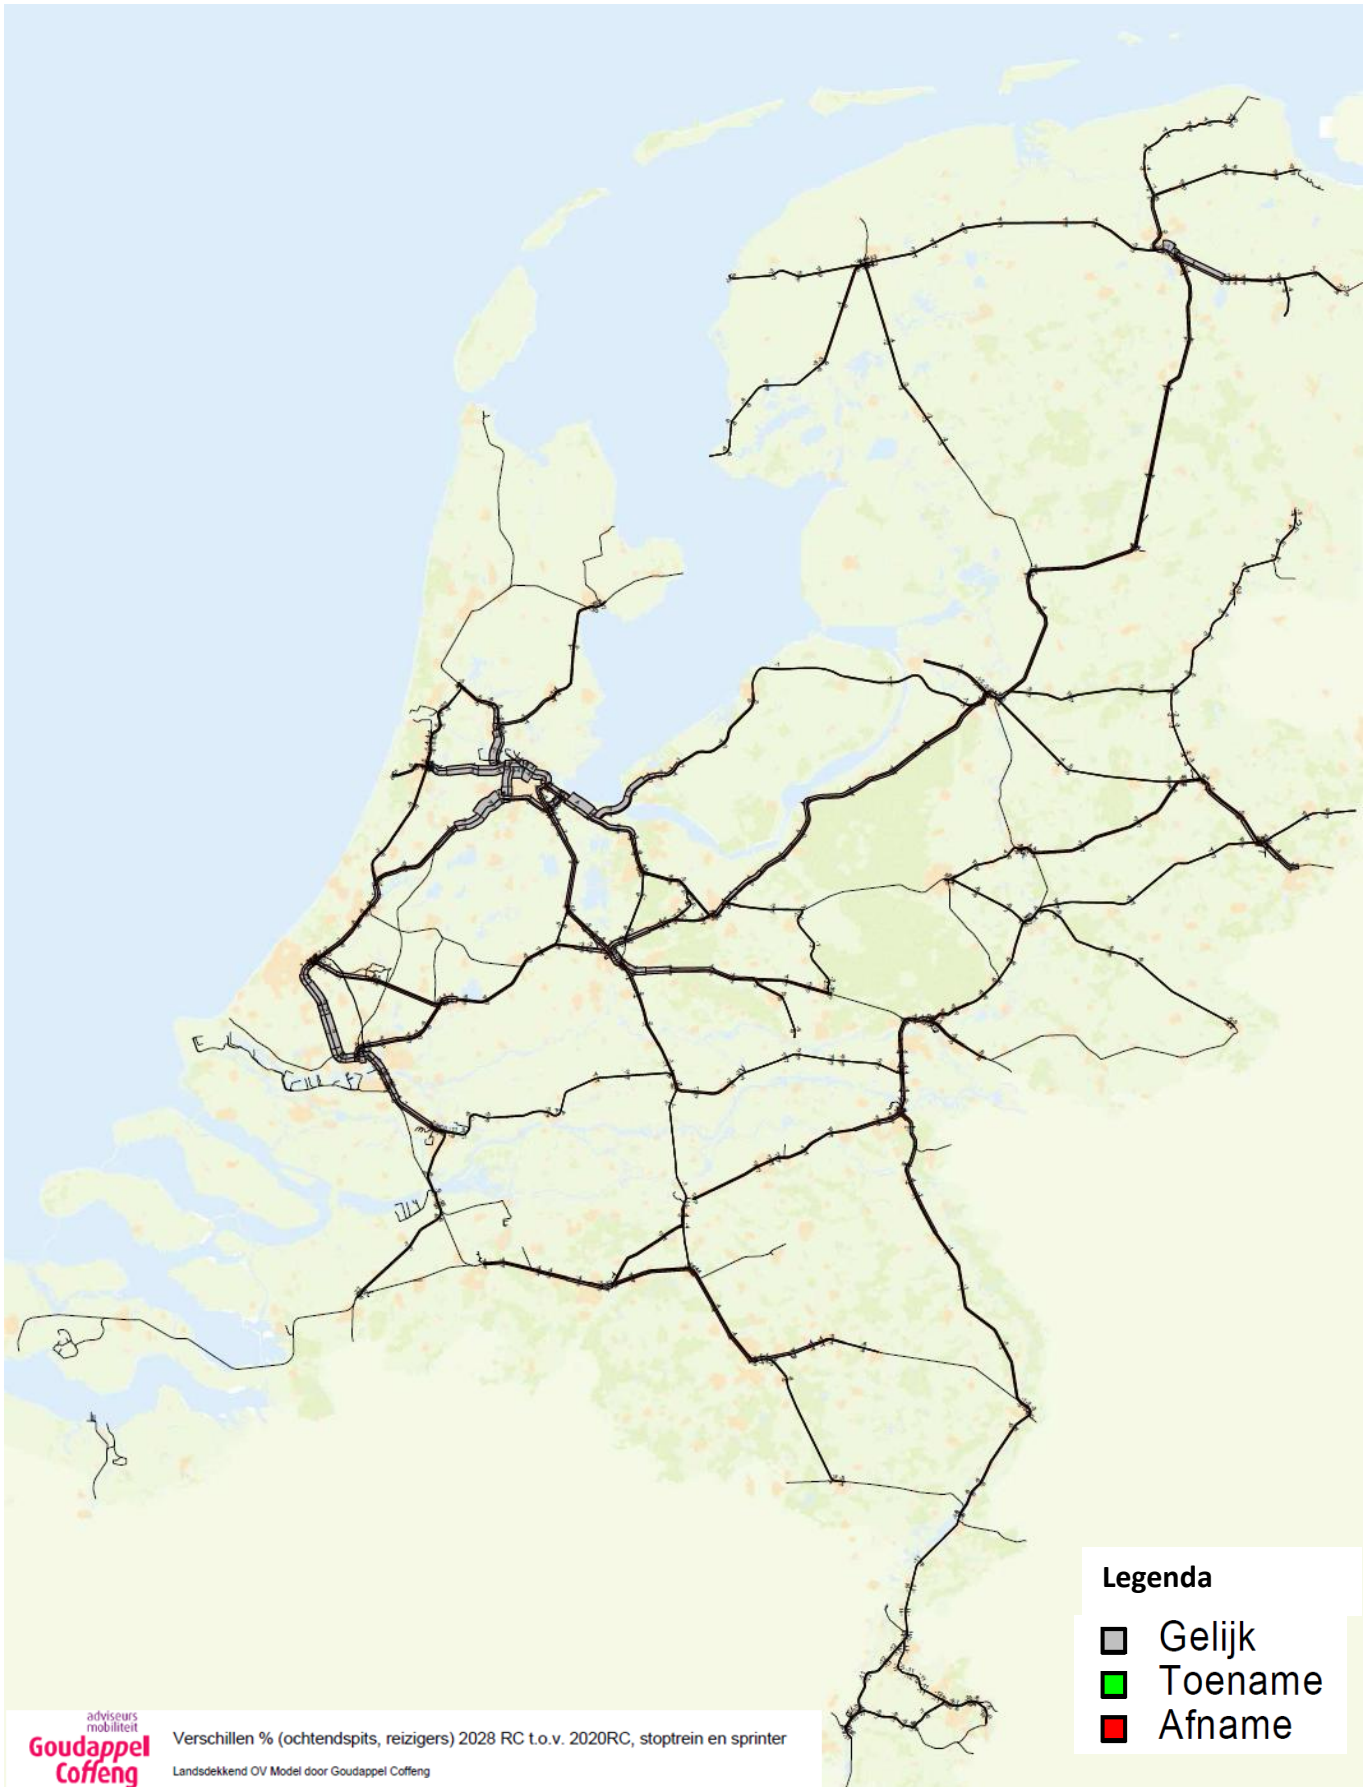 Legenda
Gelijk
Toename
Afname
adviseurs
mobiliteit
Goudappel
Coffeng
Verschillen % (ochtendspits, reizigers) 2028 RC t.o.v. 2020RC, stoptrein en sprinter
Landsdekkend OV Model door Goudappel Coffeng